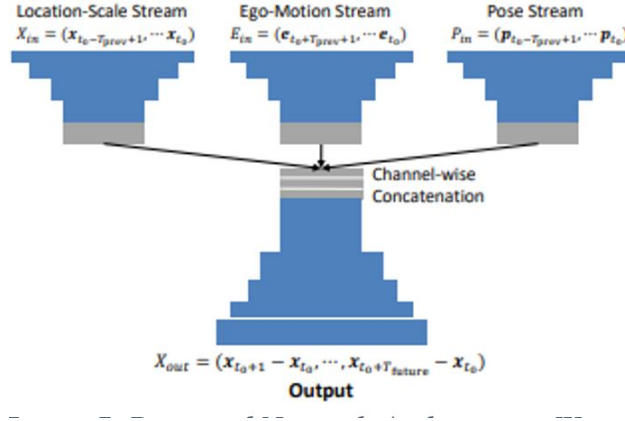 Location-Scale Stream
Ego-Motion Stream
Pose Stream
X_in = (x_{t_0-T_prev+1}, ⋯ x_{t_0})
E_in = (e_{t_0+T_prev+1}, ⋯ e_{t_0})
P_in = (p_{t_0-T_prev+1}, ⋯ p_{t_0})
Channel-wise
Concatenation
X_out = (x_{t_0+1} − x_{t_0}, ⋯, x_{t_0+T_future} − x_{t_0})
Output